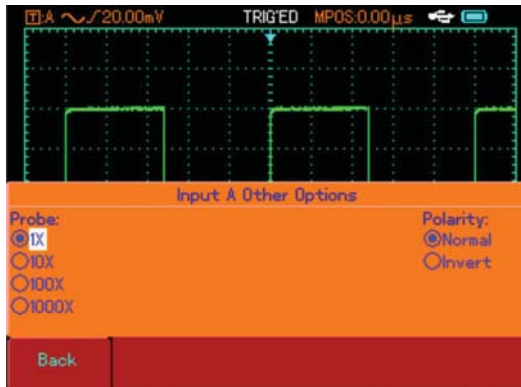 T:A 20.00mV TRIG'ED MPOS:0.00μs
Input A Other Options
Probe:
1X
10X
100X
1000X
Polarity:
Normal
Invert
Back